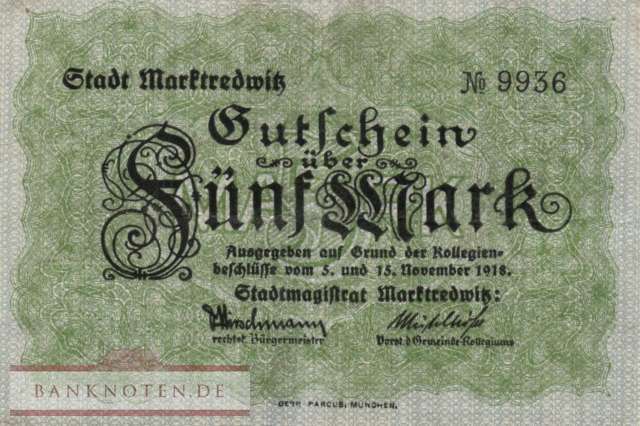 Stadt Marktredwitz № 9936
Gutschein
über
Fünf Mark
Ausgegeben auf Grund der Kollegien-
beschlüsse vom 5. und 15. November 1918.
Stadtmagistrat Marktredwitz:
Hirschmann
rechtsk. Bürgermeister Vorst. d. Gemeinde-Kollegiums
BANKNOTEN.DE
GEBR. PARCUS, MÜNCHEN.